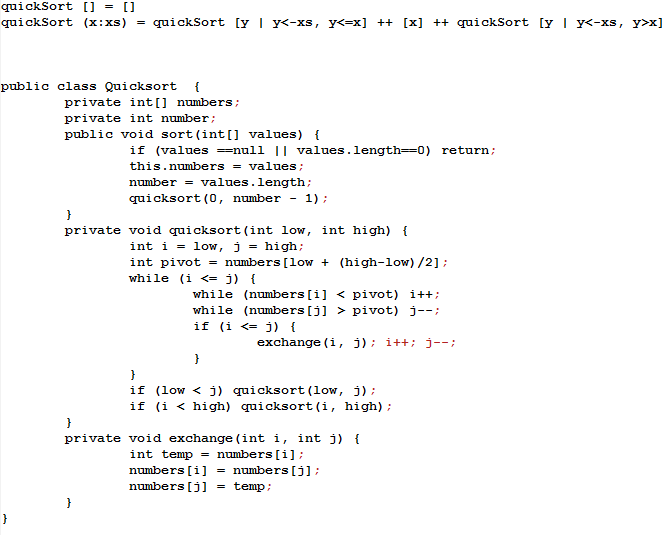 quickSort [] = []
quickSort (x:xs) = quickSort [y | y<-xs, y<=x] ++ [x] ++ quickSort [y | y<-xs, y>x]
public class Quicksort  {
        private int[] numbers;
        private int number;
        public void sort(int[] values) {
                if (values ==null || values.length==0) return;
                this.numbers = values;
                number = values.length;
                quicksort(0, number - 1);
        }
        private void quicksort(int low, int high) {
                int i = low, j = high;
                int pivot = numbers[low + (high-low)/2];
                while (i <= j) {
                        while (numbers[i] < pivot) i++;
                        while (numbers[j] > pivot) j--;
                        if (i <= j) {
                                exchange(i, j); i++; j--;
                        }
                }
                if (low < j) quicksort(low, j);
                if (i < high) quicksort(i, high);
        }
        private void exchange(int i, int j) {
                int temp = numbers[i];
                numbers[i] = numbers[j];
                numbers[j] = temp;
        }
}